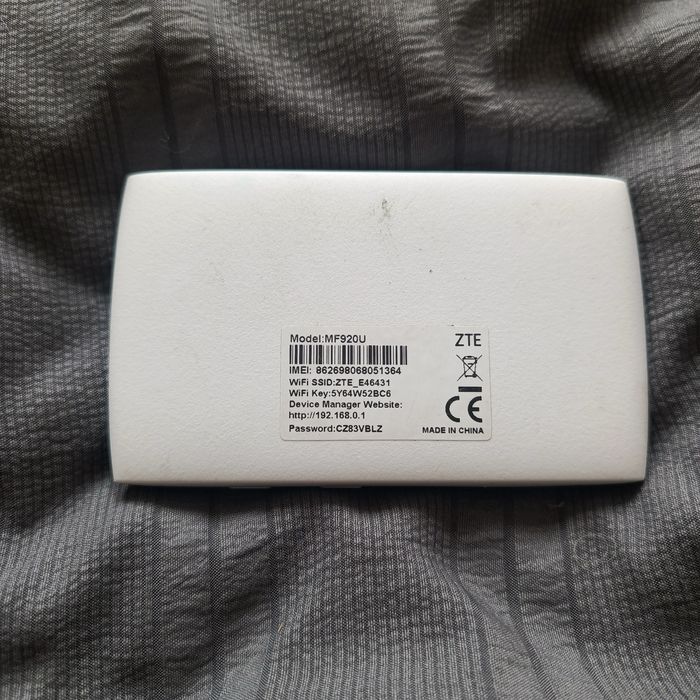 Model:MF920U
ZTE
IMEI: 862698068051364
WiFi SSID:ZTE_E46431
WiFi Key:5Y64W52BC6
Device Manager Website:
http://192.168.0.1
CE
Password:CZ83VBLZ
MADE IN CHINA